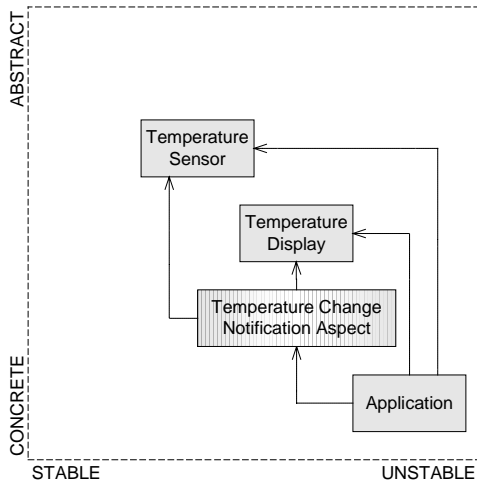 ABSTRACT
Temperature
Sensor
Temperature
Display
Temperature Change
Notification Aspect
Application
CONCRETE
STABLE
UNSTABLE